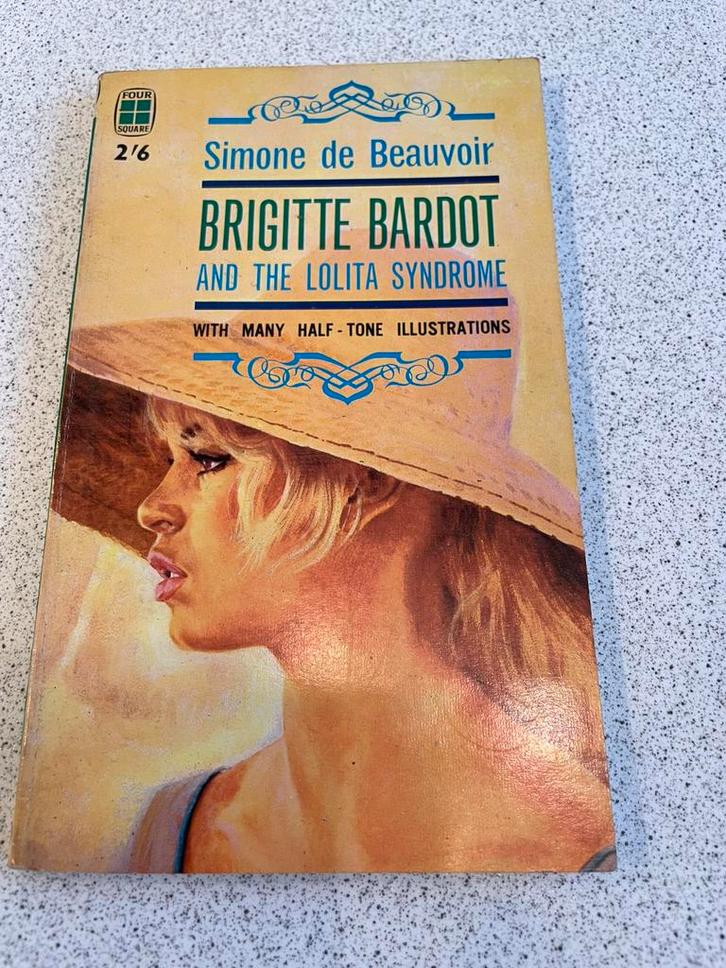 FOUR
SQUARE
2'6
Simone de Beauvoir
BRIGITTE BARDOT
AND THE LOLITA SYNDROME
WITH MANY HALF-TONE ILLUSTRATIONS